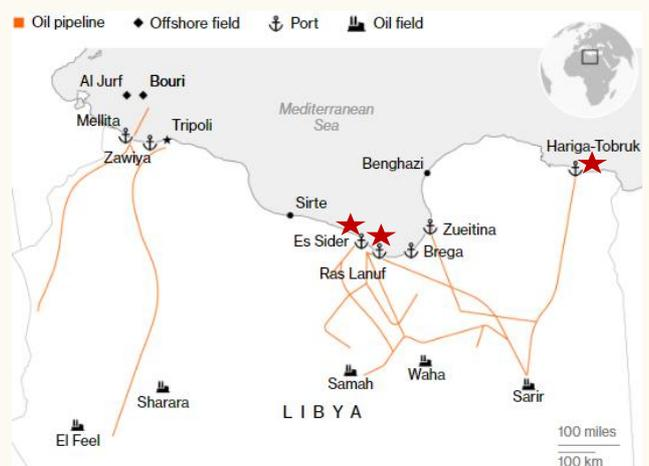 Oil pipeline
Offshore field
Port
Oil field
Al Jurf
Bouri
Mediterranean
Sea
Mellita
Tripoli
Zawiya
Hariga-Tobruk
Benghazi
Sirte
Es Sider
Zueitina
Brega
Ras Lanuf
Samah
Waha
Sarir
Sharara
LIBYA
El Feel
100 miles
100 km